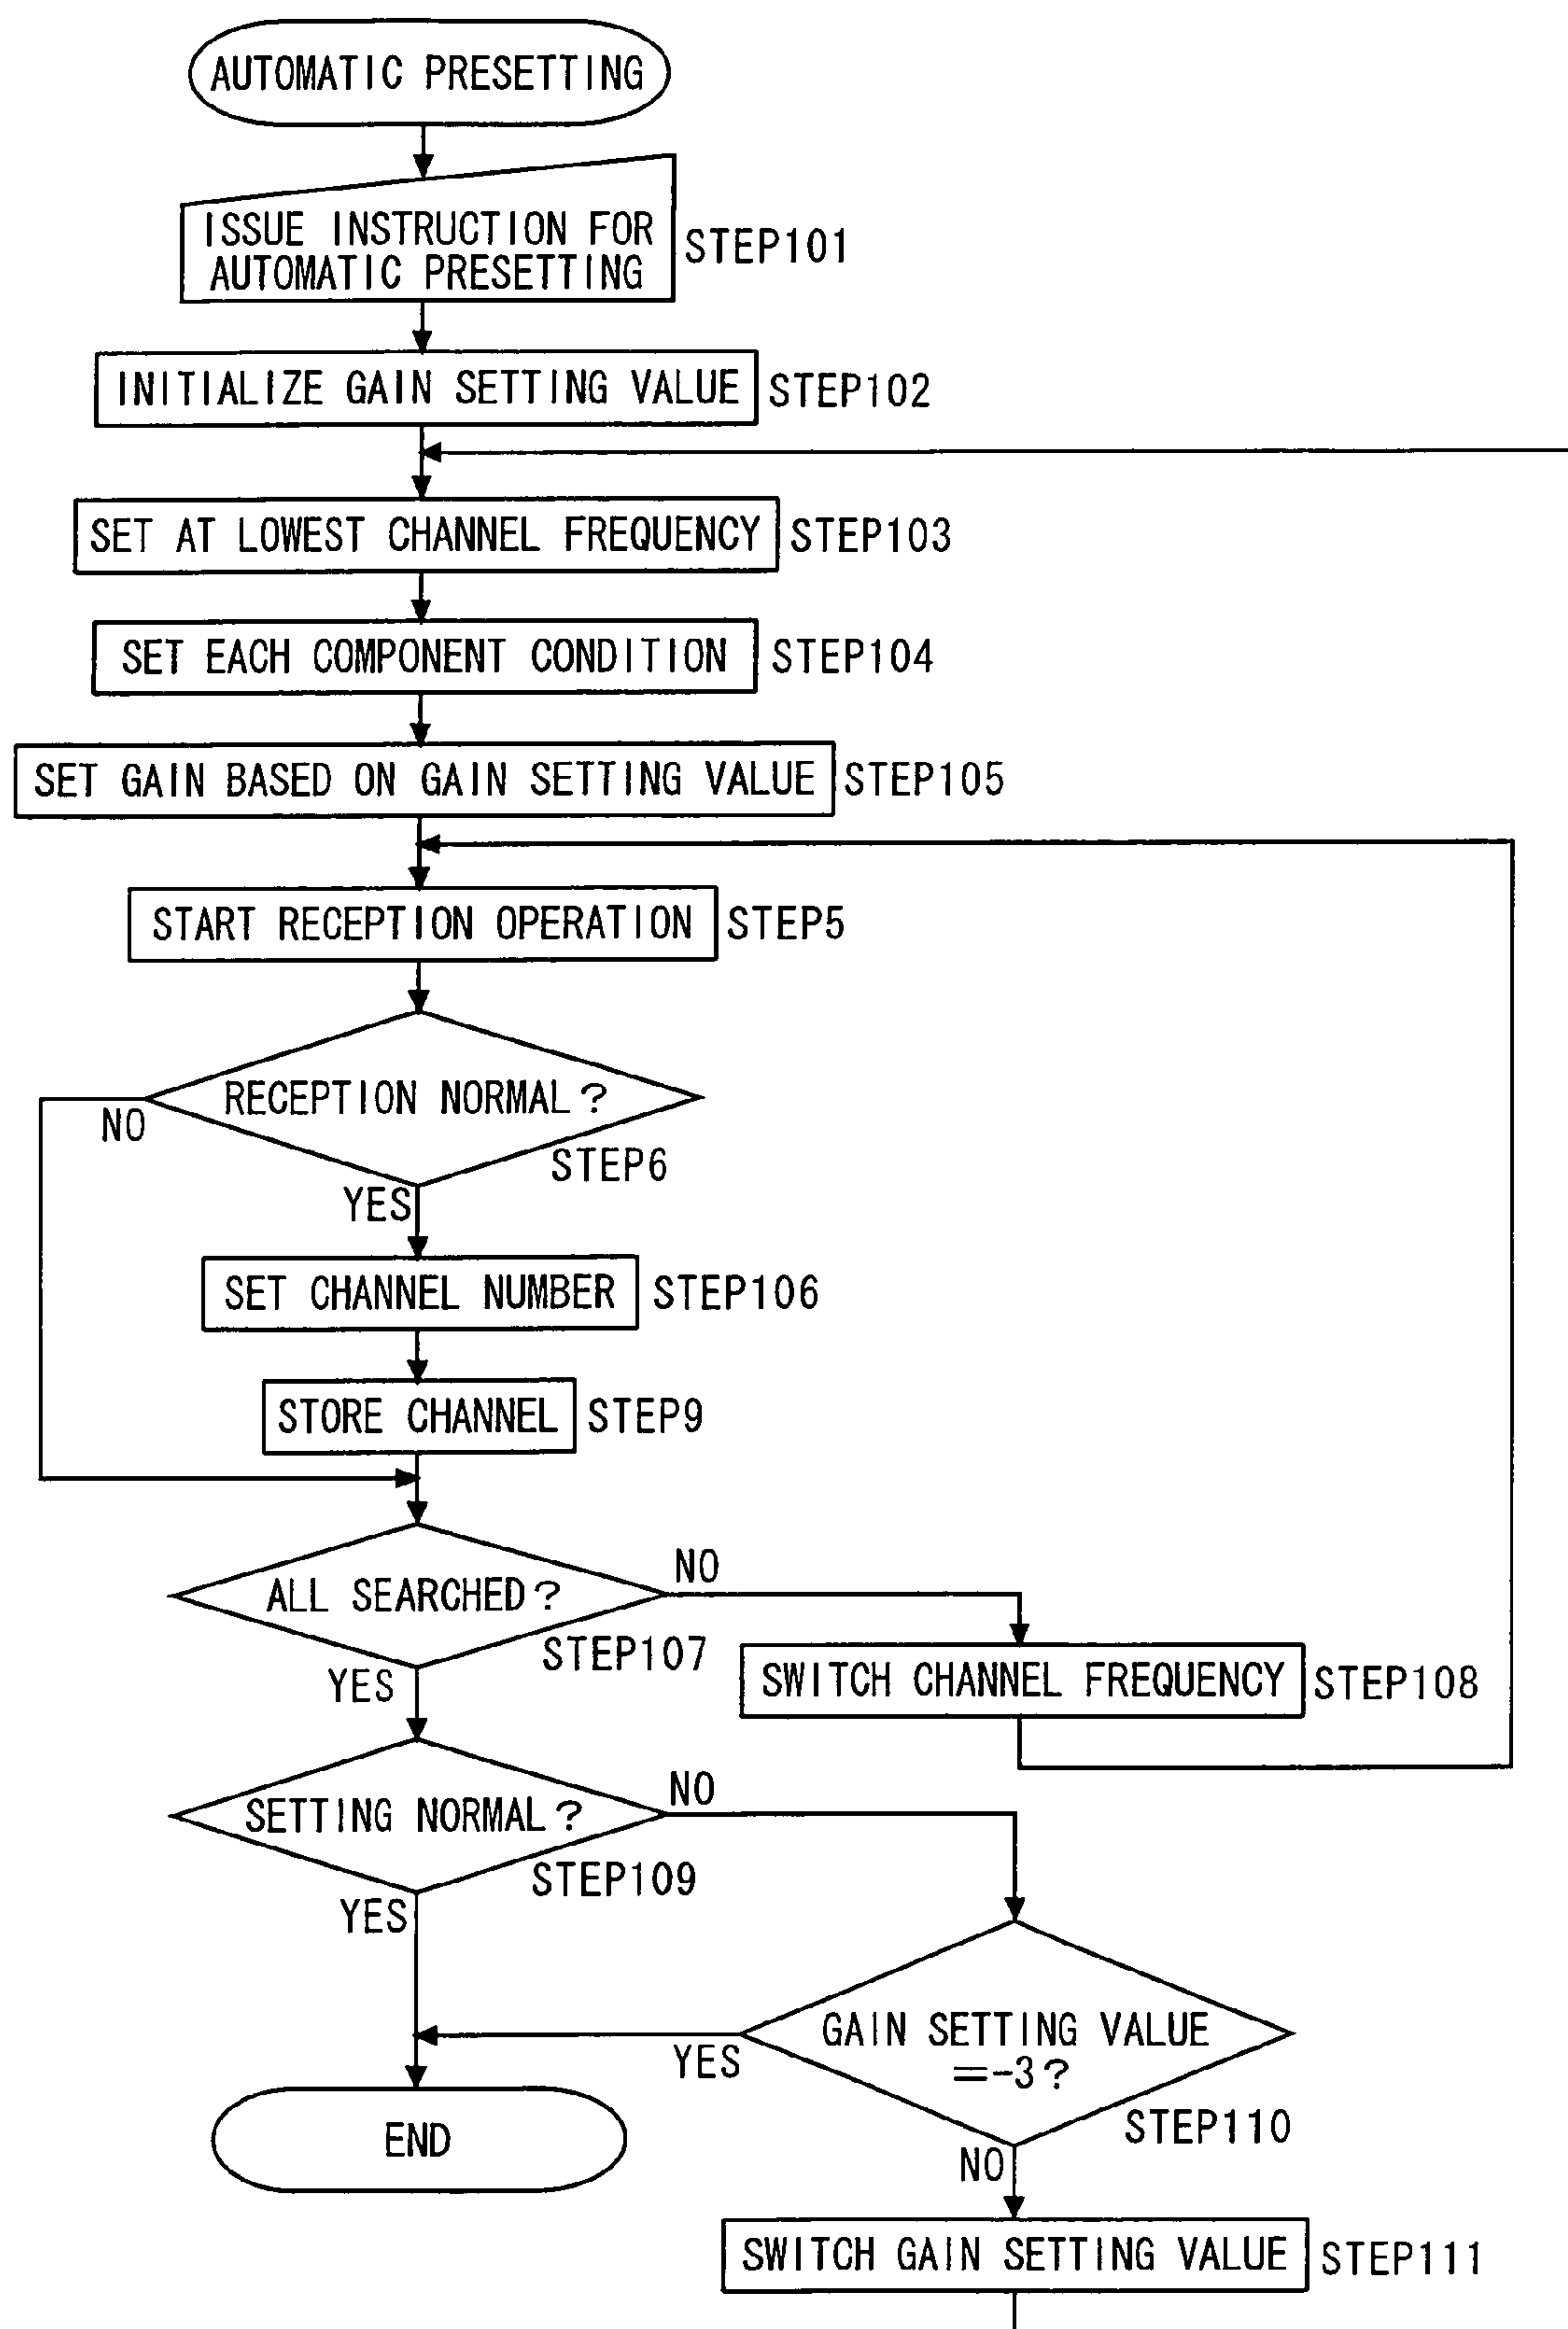 AUTOMATIC PRESETTING
ISSUE INSTRUCTION FOR
AUTOMATIC PRESETTING
STEP101
INITIALIZE GAIN SETTING VALUE
STEP102
SET AT LOWEST CHANNEL FREQUENCY
STEP103
SET EACH COMPONENT CONDITION
STEP104
SET GAIN BASED ON GAIN SETTING VALUE
STEP105
START RECEPTION OPERATION
STEP5
RECEPTION NORMAL?
NO
STEP6
YES
SET CHANNEL NUMBER
STEP106
STORE CHANNEL
STEP9
ALL SEARCHED?
NO
STEP107
YES
SWITCH CHANNEL FREQUENCY
STEP108
SETTING NORMAL?
NO
STEP109
YES
GAIN SETTING VALUE
=-3?
YES
STEP110
END
NO
SWITCH GAIN SETTING VALUE
STEP111